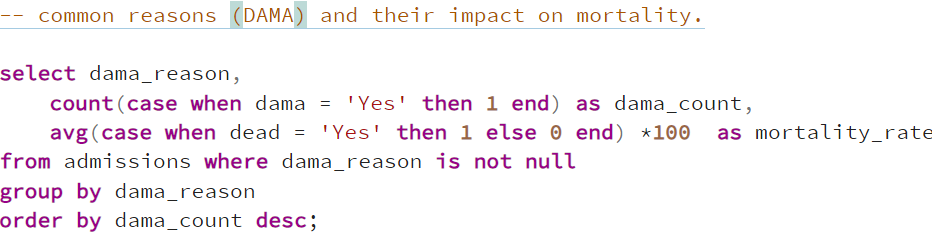 -- common reasons (DAMA) and their impact on mortality.
select dama_reason,
count(case when dama = 'Yes' then 1 end) as dama_count,
avg(case when dead = 'Yes' then 1 else 0 end) *100  as mortality_rate
from admissions where dama_reason is not null
group by dama_reason
order by dama_count desc;